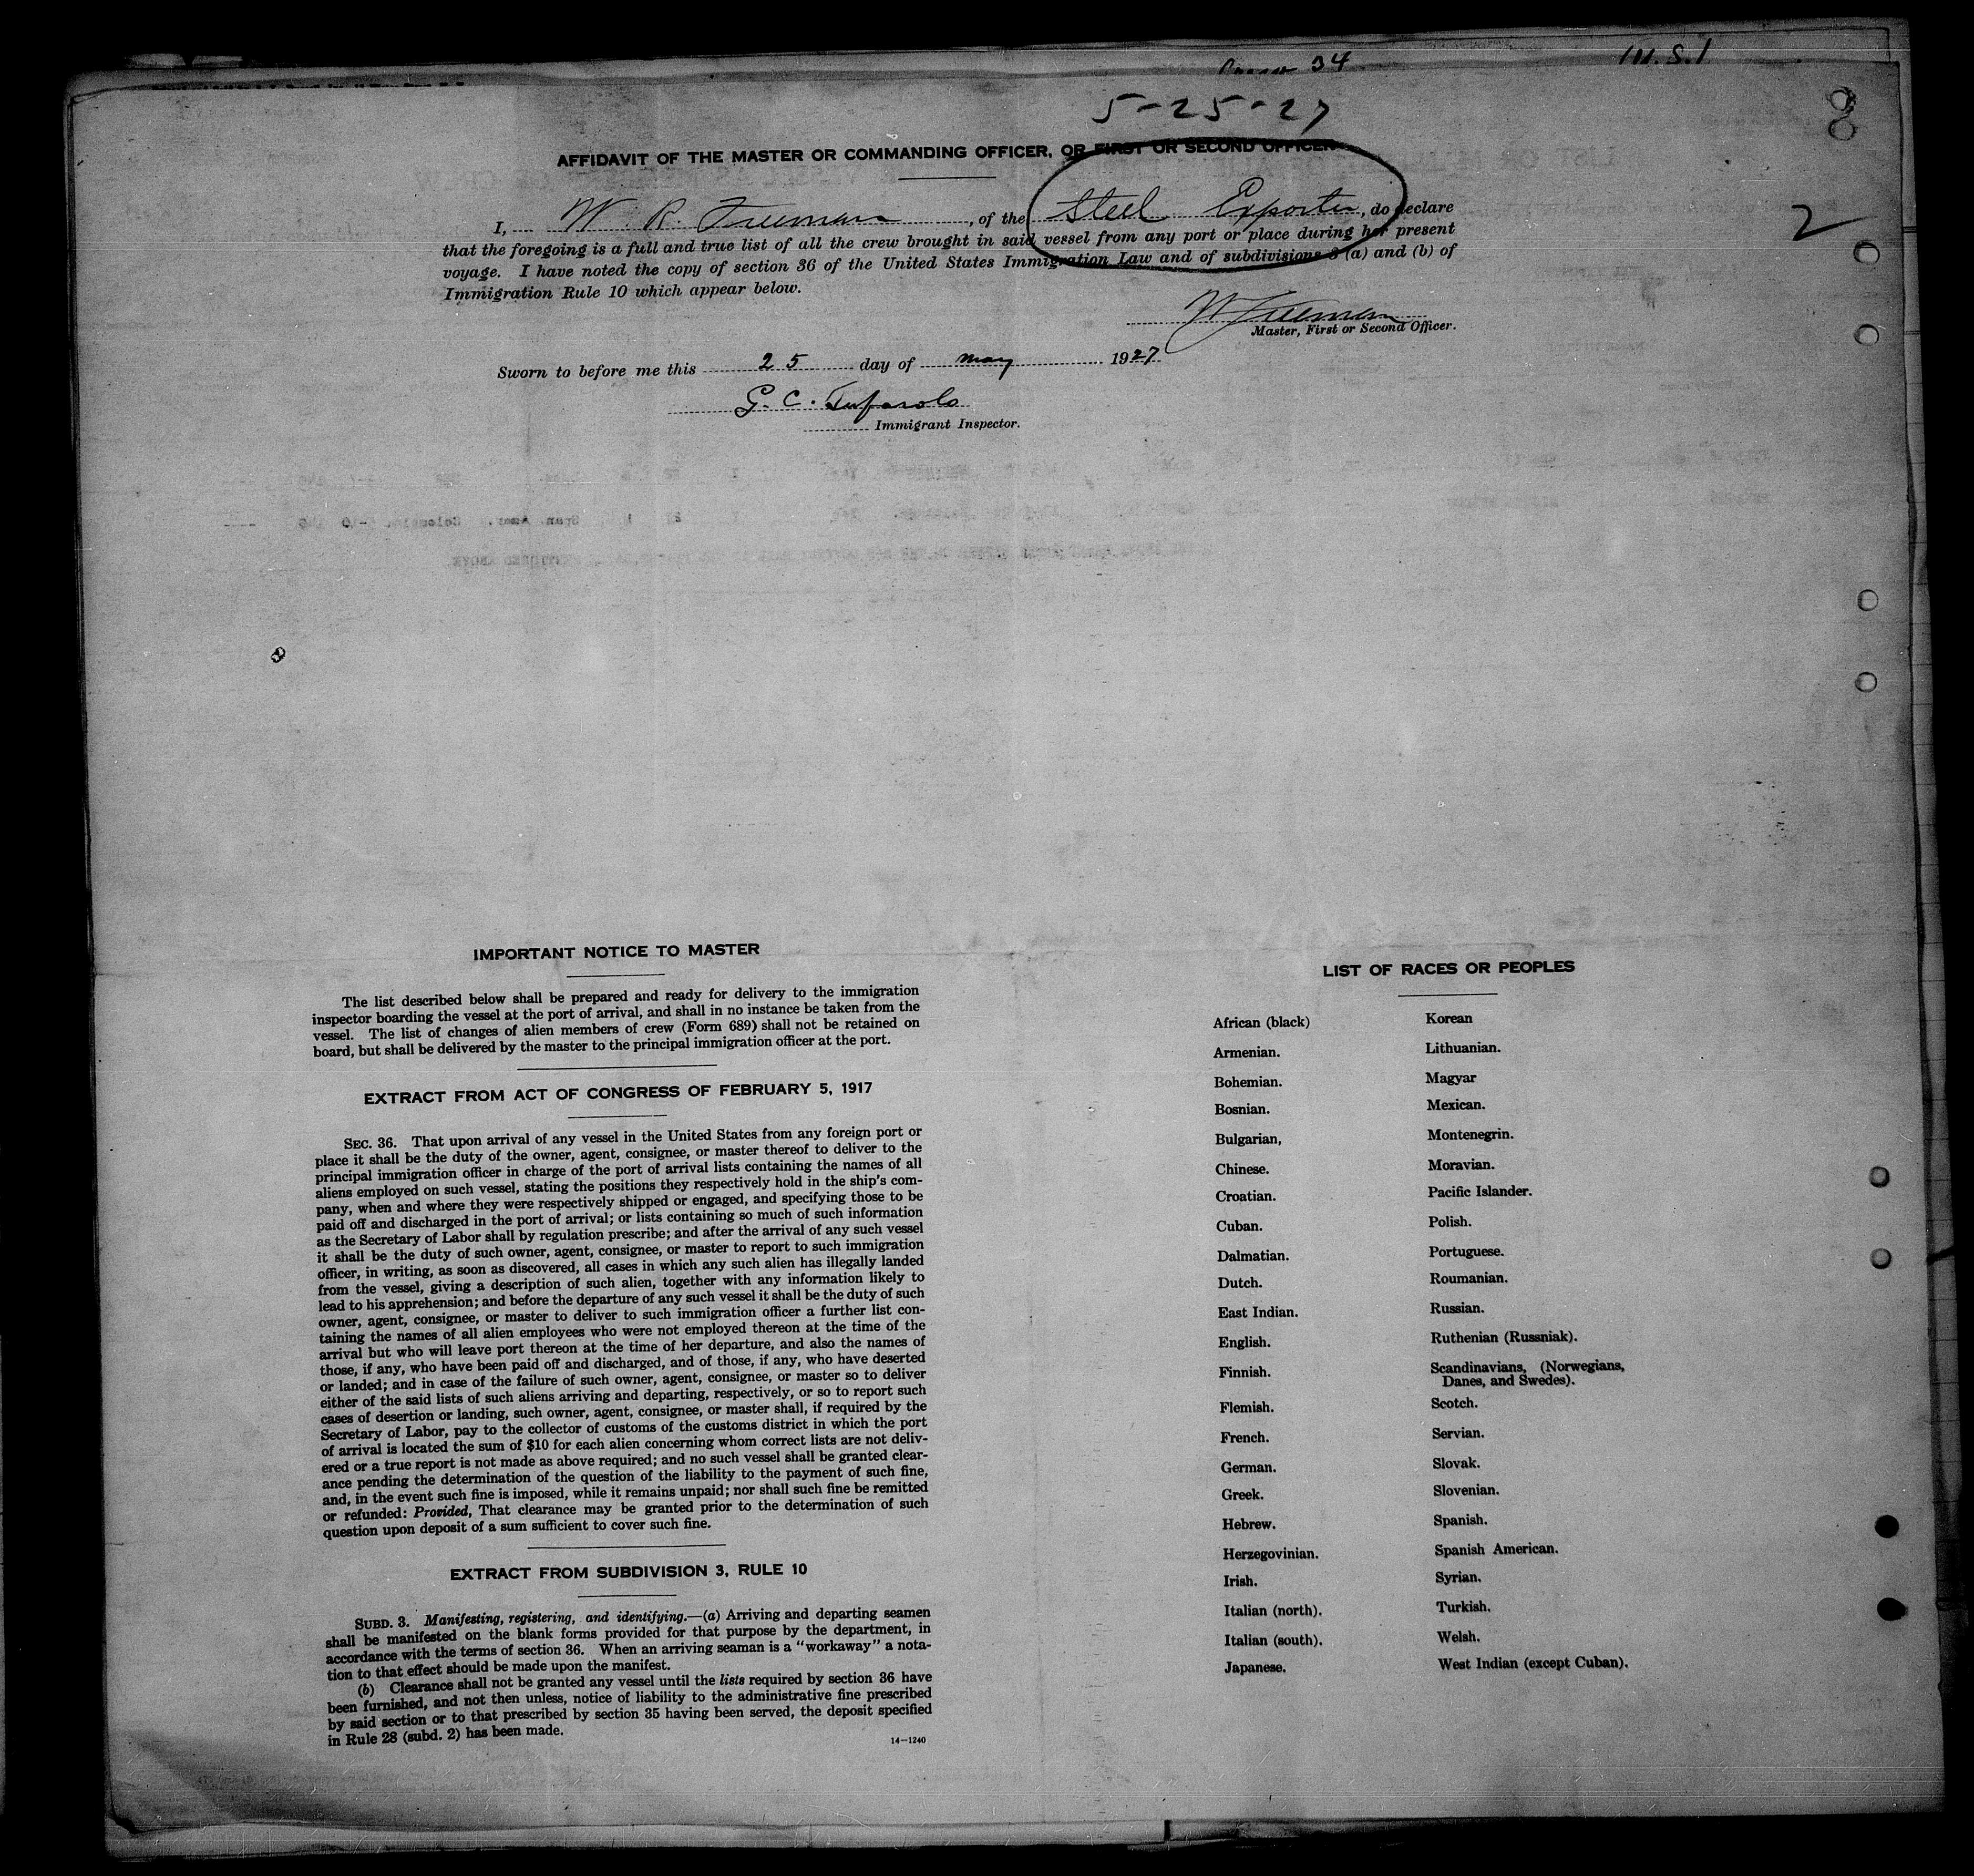 34
5-25-27
2
AFFIDAVIT OF THE MASTER OR COMMANDING OFFICER, OR FIRST OR SECOND OFFICER
I, W. R. Freeman, of the Steel Exporter, do declare
that the foregoing is a full and true list of all the crew brought in said vessel from any port or place during her present
voyage. I have noted the copy of section 36 of the United States Immigration Law and of subdivisions 3 (a) and (b) of
Immigration Rule 10 which appear below.
W Freeman
Master, First or Second Officer.
Sworn to before me this 25 day of may 1927
G. C.
Immigrant Inspector.
IMPORTANT NOTICE TO MASTER
The list described below shall be prepared and ready for delivery to the immigration
inspector boarding the vessel at the port of arrival, and shall in no instance be taken from the
vessel. The list of changes of alien members of crew (Form 689) shall not be retained on
board, but shall be delivered by the master to the principal immigration officer at the port.
EXTRACT FROM ACT OF CONGRESS OF FEBRUARY 5, 1917
SEC. 36. That upon arrival of any vessel in the United States from any foreign port or
place it shall be the duty of the owner, agent, consignee, or master thereof to deliver to the
principal immigration officer in charge of the port of arrival lists containing the names of all
aliens employed on such vessel, stating the positions they respectively hold in the ship's com-
pany, when and where they were respectively shipped or engaged, and specifying those to be
paid off and discharged in the port of arrival; or lists containing so much of such information
as the Secretary of Labor shall by regulation prescribe; and after the arrival of any such vessel
it shall be the duty of such owner, agent, consignee, or master to report to such immigration
officer, in writing, as soon as discovered, all cases in which any such alien has illegally landed
from the vessel, giving a description of such alien, together with any information likely to
lead to his apprehension; and before the departure of any such vessel it shall be the duty of such
owner, agent, consignee, or master to deliver to such immigration officer a further list con-
taining the names of all alien employees who were not employed thereon at the time of the
arrival but who will leave port thereon at the time of her departure, and also the names of
those, if any, who have been paid off and discharged, and of those, if any, who have deserted
or landed; and in case of the failure of such owner, agent, consignee, or master so to deliver
either of the said lists of such aliens arriving and departing, respectively, or so to report such
cases of desertion or landing, such owner, agent, consignee, or master shall, if required by the
Secretary of Labor, pay to the collector of customs of the customs district in which the port
of arrival is located the sum of $10 for each alien concerning whom correct lists are not deliv-
ered or a true report is not made as above required; and no such vessel shall be granted clear-
ance pending the determination of the question of the liability to the payment of such fine,
and, in the event such fine is imposed, while it remains unpaid; nor shall such fine be remitted
or refunded: Provided, That clearance may be granted prior to the determination of such
question upon deposit of a sum sufficient to cover such fine.
EXTRACT FROM SUBDIVISION 3, RULE 10
SUBD. 3. Manifesting, registering, and identifying.—(a) Arriving and departing seamen
shall be manifested on the blank forms provided for that purpose by the department, in
accordance with the terms of section 36. When an arriving seaman is a "workaway" a nota-
tion to that effect should be made upon the manifest.
(b) Clearance shall not be granted any vessel until the lists required by section 36 have
been furnished, and not then unless, notice of liability to the administrative fine prescribed
by said section or to that prescribed by section 35 having been served, the deposit specified
in Rule 28 (subd. 2) has been made.
14—1240
LIST OF RACES OR PEOPLES
African (black)
Armenian.
Bohemian.
Bosnian.
Bulgarian,
Chinese.
Croatian.
Cuban.
Dalmatian.
Dutch.
East Indian.
English.
Finnish.
Flemish.
French.
German.
Greek.
Hebrew.
Herzegovinian.
Irish.
Italian (north).
Italian (south).
Japanese.
Korean
Lithuanian.
Magyar
Mexican.
Montenegrin.
Moravian.
Pacific Islander.
Polish.
Portuguese.
Roumanian.
Russian.
Ruthenian (Russniak).
Scandinavians, (Norwegians,
Danes, and Swedes).
Scotch.
Servian.
Slovak.
Slovenian.
Spanish.
Spanish American.
Syrian.
Turkish.
Welsh.
West Indian (except Cuban).